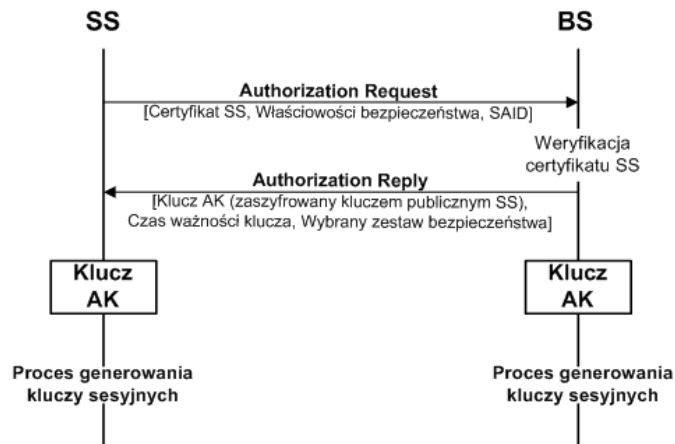 SS
BS
Authorization Request
[Certyfikat SS, Właściowości bezpieczeństwa, SAID]
Weryfikacja
certyfikatu SS
Authorization Reply
[Klucz AK (zaszyfrowany kluczem publicznym SS),
Czas ważności klucza, Wybrany zestaw bezpieczeństwa]
Klucz
AK
Klucz
AK
Proces generowania
kluczy sesyjnych
Proces generowania
kluczy sesyjnych